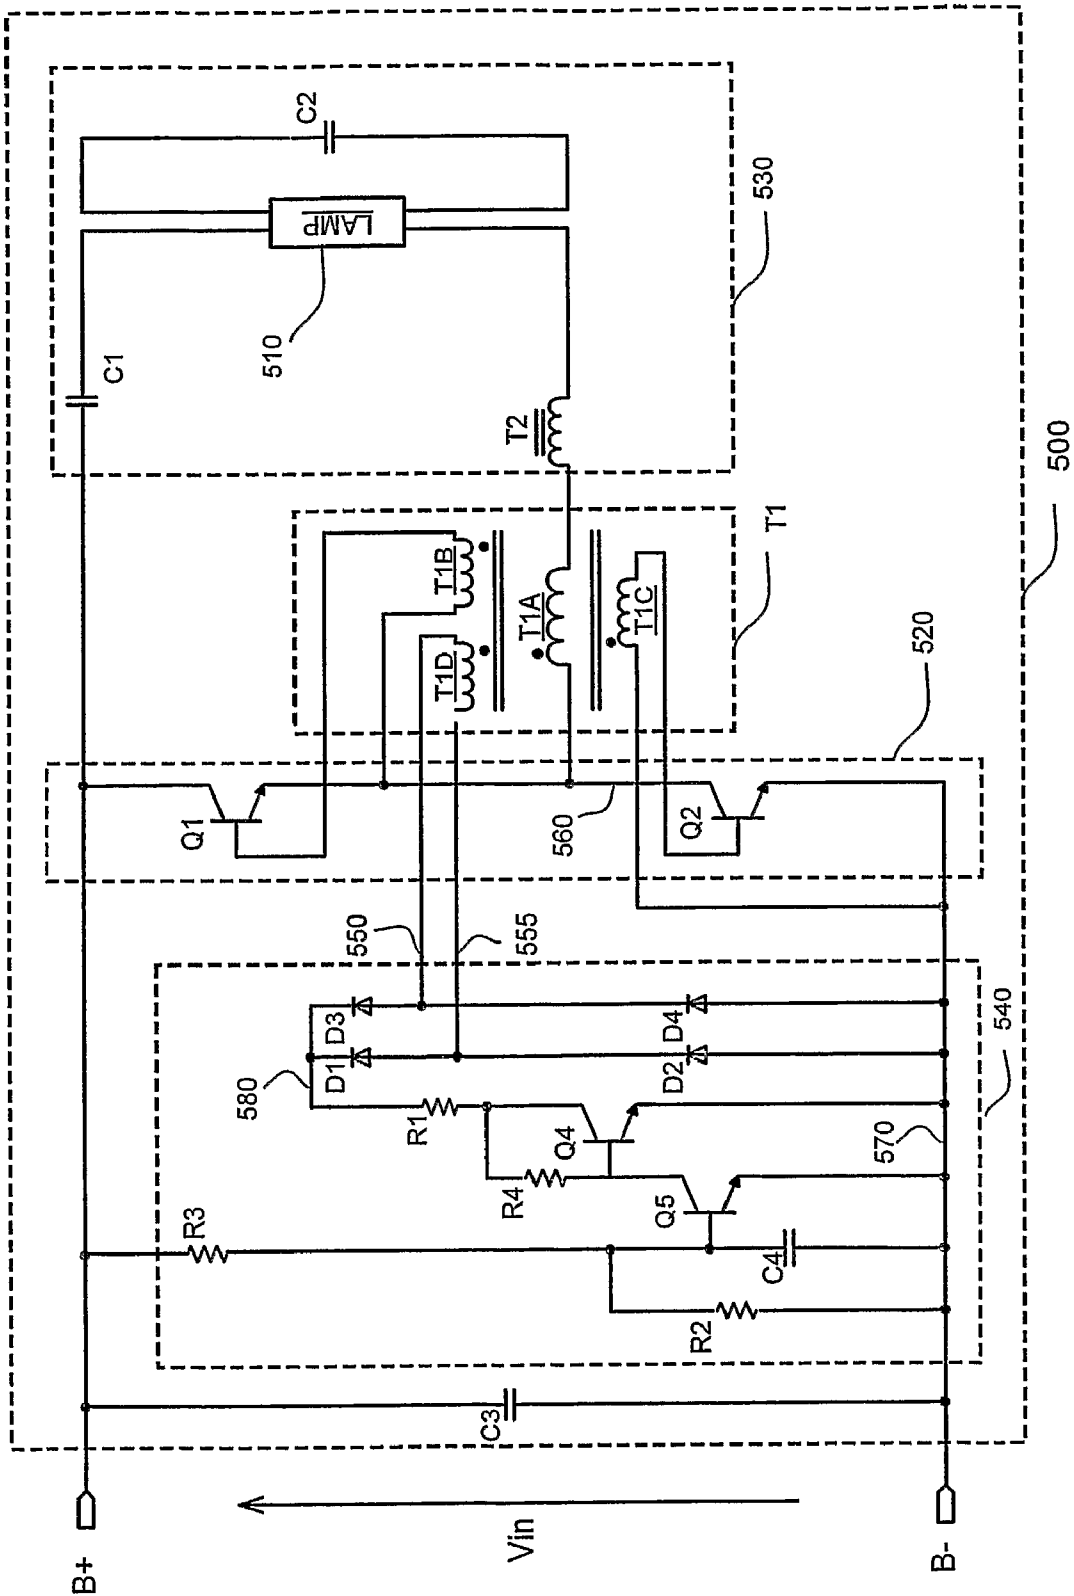 B+
Vin
B-
C3
R3
R2
C4
Q5
R4
Q4
R1
580
D1
D3
D2
D4
570
540
550
555
Q1
560
Q2
520
T1D
T1B
T1A
T1C
T1
T2
C1
510
LAMP
C2
530
500